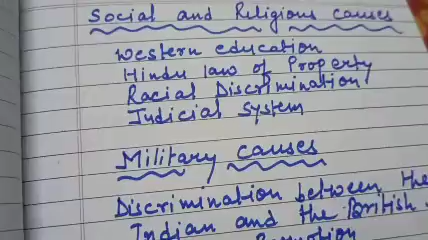 Social and Religious causes
Western education
Hindu law of Property
Racial Discrimination
Judicial System
Military causes
Discrimination between the
Indian and the British